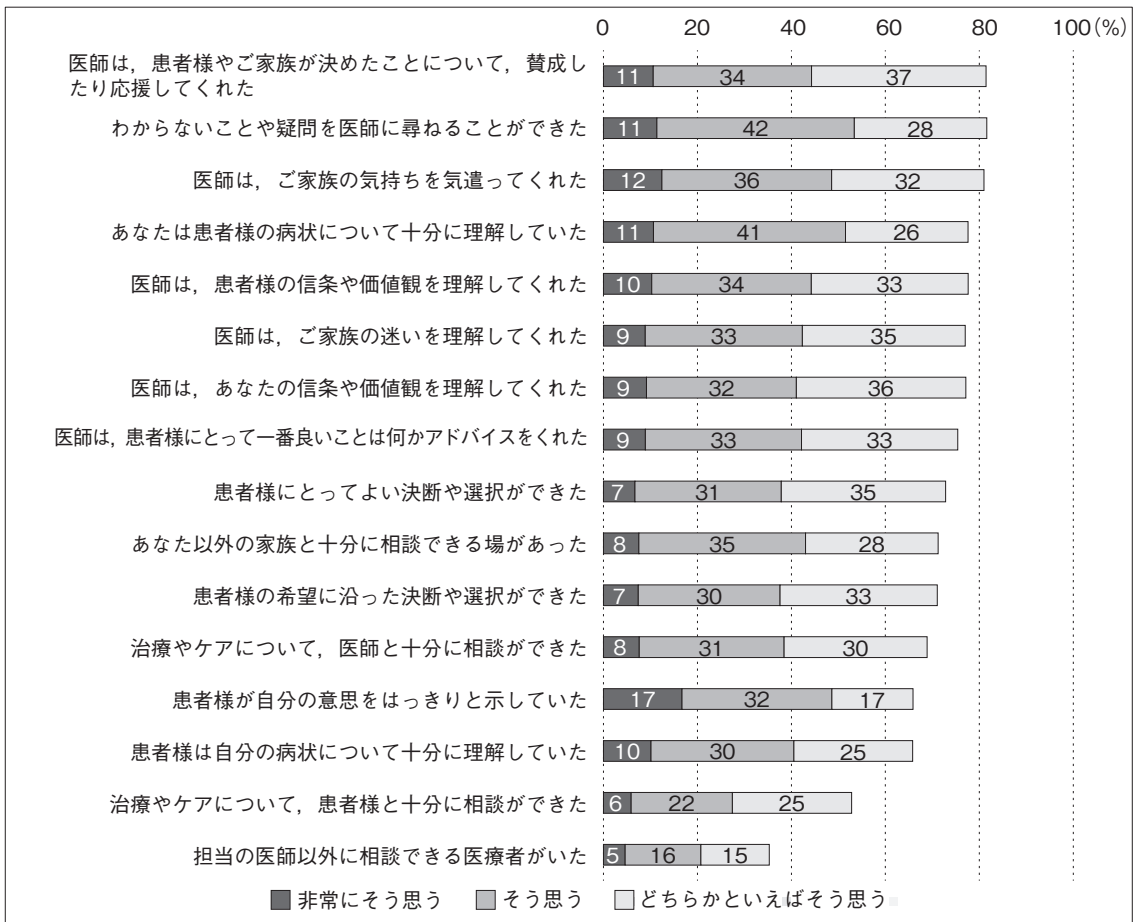 0 20 40 60 80 100(%)
医師は，患者様やご家族が決めたことについて，賛成し
たり応援してくれた
11 34 37
わからないことや疑問を医師に尋ねることができた 11 42 28
医師は，ご家族の気持ちを気遣ってくれた 12 36 32
あなたは患者様の病状について十分に理解していた 11 41 26
医師は，患者様の信条や価値観を理解してくれた 10 34 33
医師は，ご家族の迷いを理解してくれた 9 33 35
医師は，あなたの信条や価値観を理解してくれた 9 32 36
医師は，患者様にとって一番良いことは何かアドバイスをくれた 9 33 33
患者様にとってよい決断や選択ができた 7 31 35
あなた以外の家族と十分に相談できる場があった 8 35 28
患者様の希望に沿った決断や選択ができた 7 30 33
治療やケアについて，医師と十分に相談ができた 8 31 30
患者様が自分の意思をはっきりと示していた 17 32 17
患者様は自分の病状について十分に理解していた 10 30 25
治療やケアについて，患者様と十分に相談ができた 6 22 25
担当の医師以外に相談できる医療者がいた 5 16 15
非常にそう思う そう思う どちらかといえばそう思う